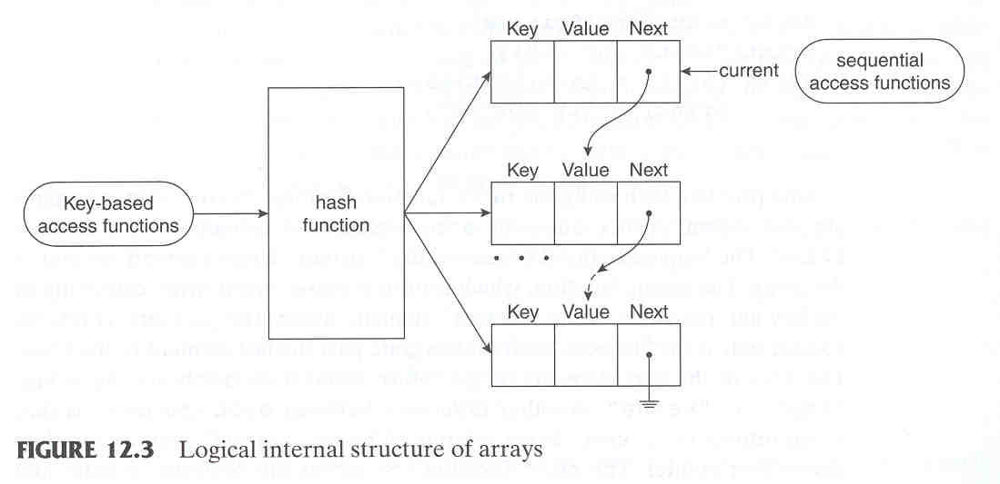 Key Value Next
current
sequential
access functions
Key Value Next
Key-based
access functions
hash
function
Key Value Next
FIGURE 12.3 Logical internal structure of arrays